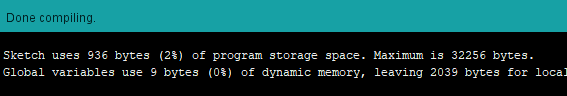 Done compiling.
Sketch uses 936 bytes (2%) of program storage space. Maximum is 32256 bytes.
Global variables use 9 bytes (0%) of dynamic memory, leaving 2039 bytes for local